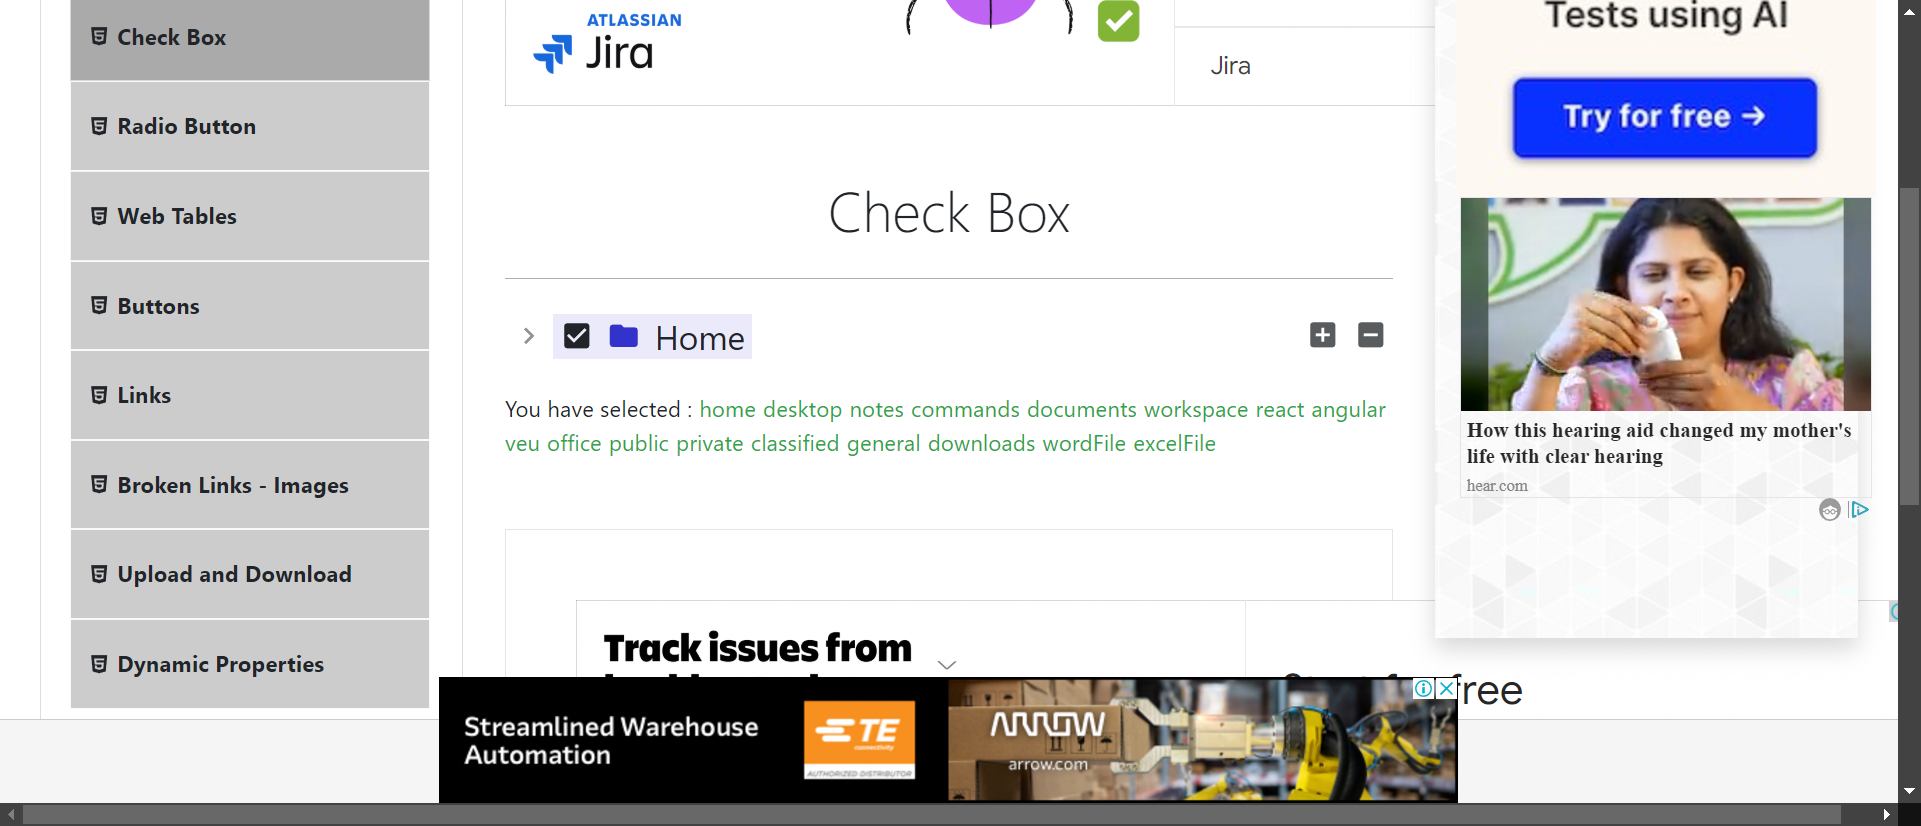 Check Box
Radio Button
Web Tables
Buttons
Links
Broken Links - Images
Upload and Download
Dynamic Properties
ATLASSIAN
Jira
Jira
Check Box
Home
You have selected : home desktop notes commands documents workspace react angular
veu office public private classified general downloads wordFile excelFile
Track issues from
free
Streamlined Warehouse
Automation
TE
connectivity
AUTHORIZED DISTRIBUTOR
ARROW
arrow.com
Tests using AI
Try for free →
How this hearing aid changed my mother's
life with clear hearing
hear.com